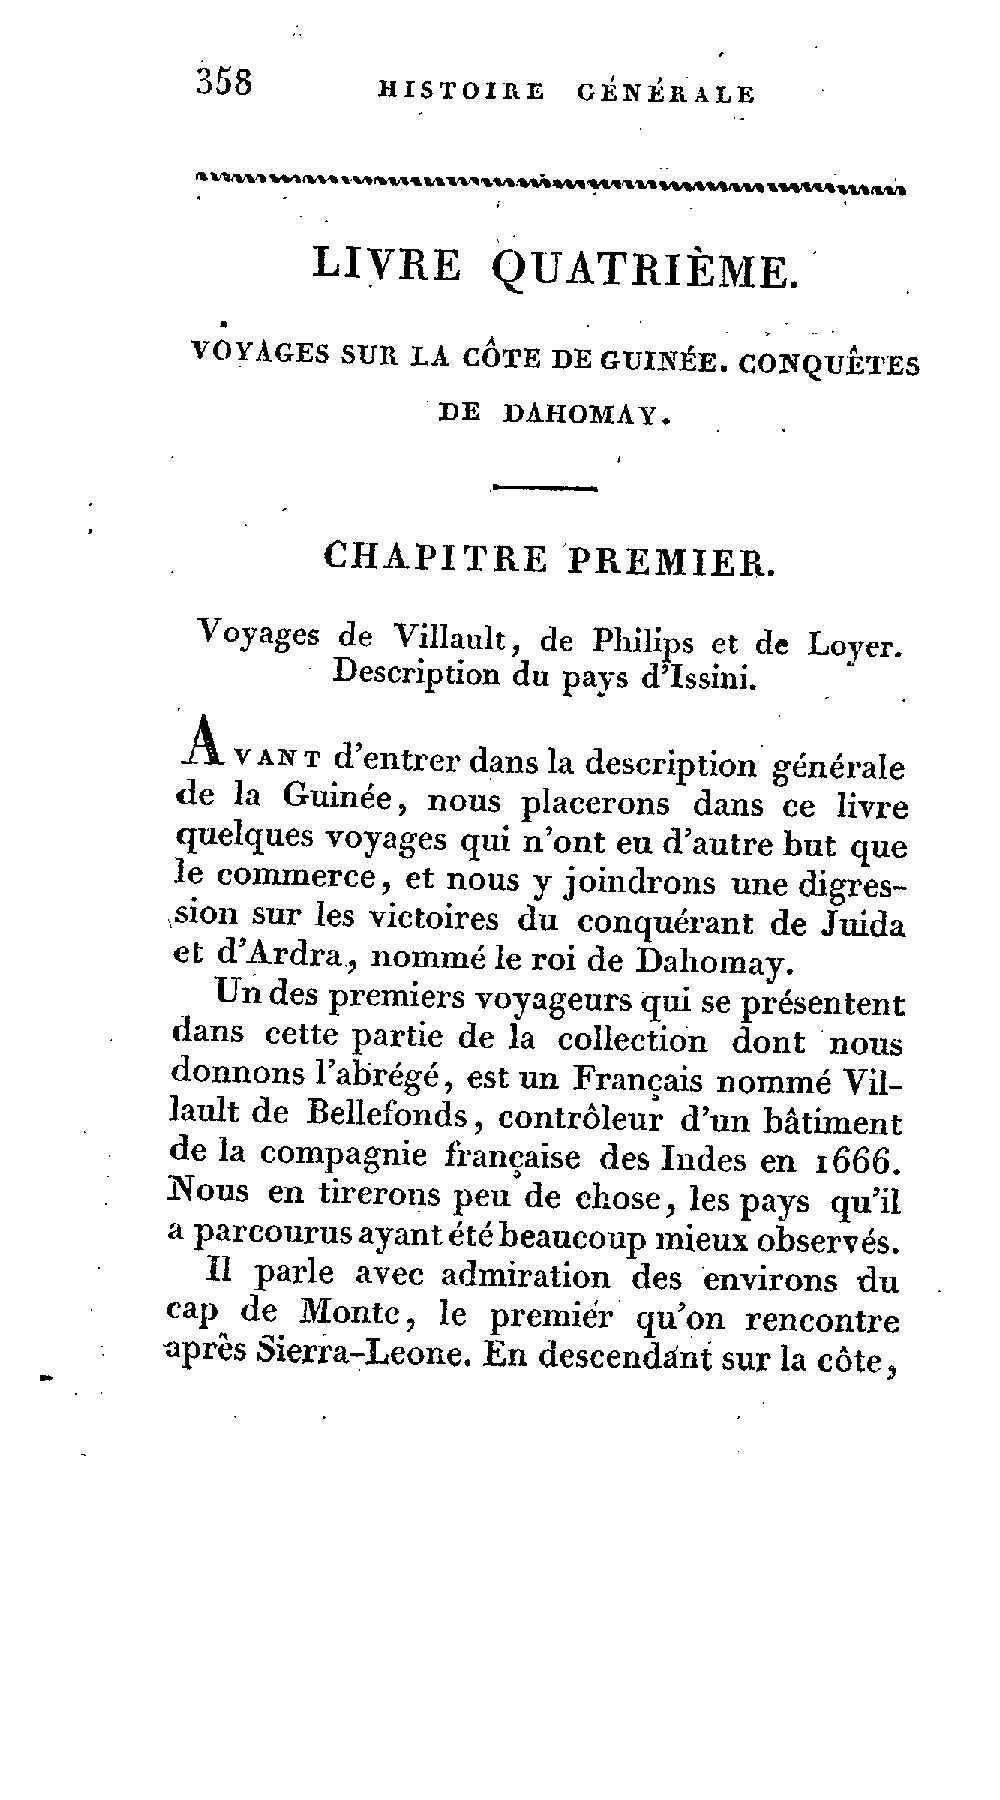 358 HISTOIRE GÉNÉRALE
LIVRE QUATRIÈME.
VOYAGES SUR LA CÔTE DE GUINÉE. CONQUÊTES
DE DAHOMAY.
CHAPITRE PREMIER.
Voyages de Villault, de Philips et de Loyer.
Description du pays d'Issini.
AVANT d'entrer dans la description générale
de la Guinée, nous placerons dans ce livre
quelques voyages qui n'ont eu d'autre but que
le commerce, et nous y joindrons une digres-
sion sur les victoires du conquérant de Juida
et d'Ardra, nommé le roi de Dahomay.
Un des premiers voyageurs qui se présentent
dans cette partie de la collection dont nous
donnons l'abrégé, est un Français nommé Vil-
lault de Bellefonds, contrôleur d'un bâtiment
de la compagnie française des Indes en 1666.
Nous en tirerons peu de chose, les pays qu'il
a parcourus ayant été beaucoup mieux observés.
Il parle avec admiration des environs du
cap de Monte, le premier qu'on rencontre
après Sierra-Leone. En descendant sur la côte,